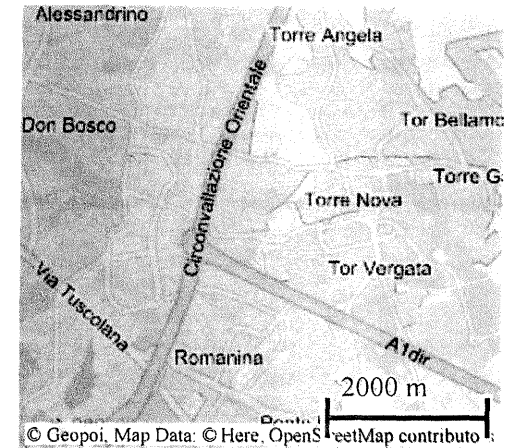 Alessandrino
Torre Angela
Circonvallazione Orientale
Don Bosco
Tor Bellamo
Torre G
Torre Nova
Tor Vergata
Via Tuscolana
A1dir
Romanina
2000 m
© Geopoi, Map Data: © Here, OpenStreetMap contributo